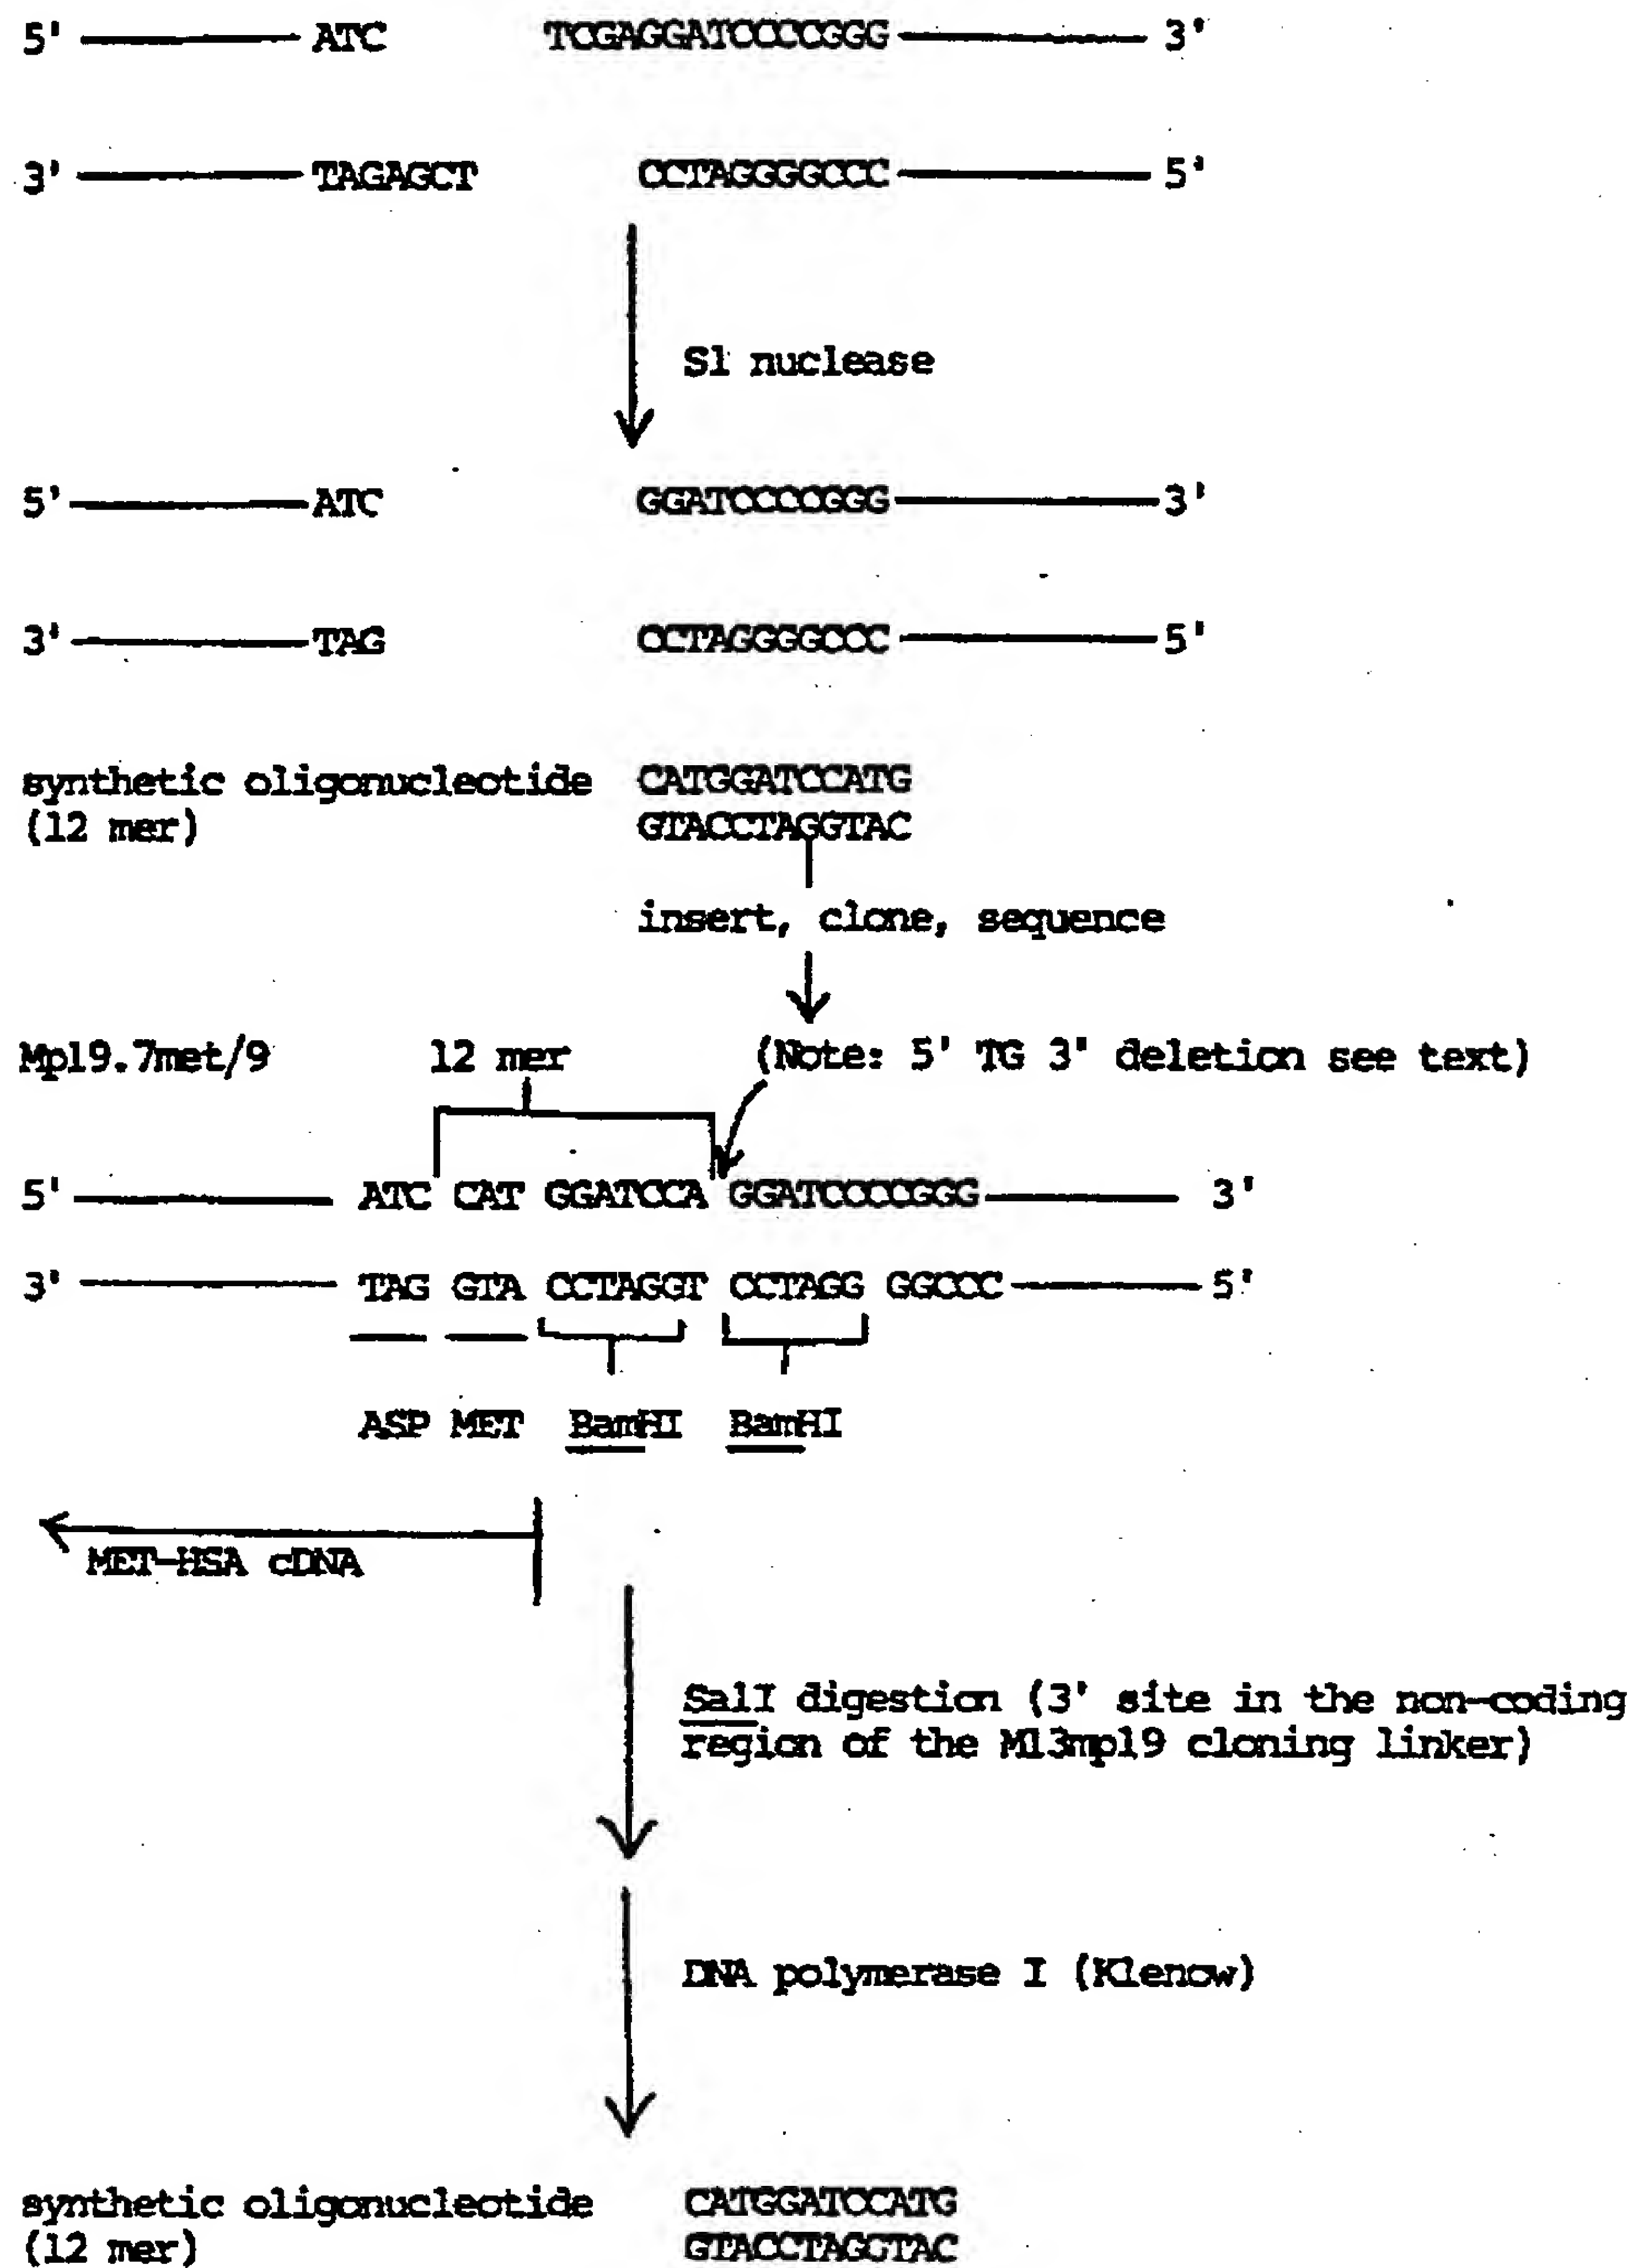 5' ATC TCGAGGATCCCCGGG 3'
3' TAGAGCT CCTAGGGGCCC 5'
S1 nuclease
5' ATC GGATCCCCGGG 3'
3' TAG CCTAGGGGCCC 5'
synthetic oligonucleotide CATGGATCCATG
(12 mer) GTACCTAGGTAC
insert, clone, sequence
Mp19.7met/9 12 mer (Note: 5' TG 3' deletion see text)
5' ATC CAT GGATCCA GGATCCCCGGG 3'
3' TAG GTA CCTAGGT CCTAGG GGCCC 5'
ASP MET BamHI BamHI
MET-HSA cDNA
SalI digestion (3' site in the non-coding
region of the M13mp19 cloning linker)
DNA polymerase I (Klenow)
synthetic oligonucleotide CATGGATCCATG
(12 mer) GTACCTAGGTAC